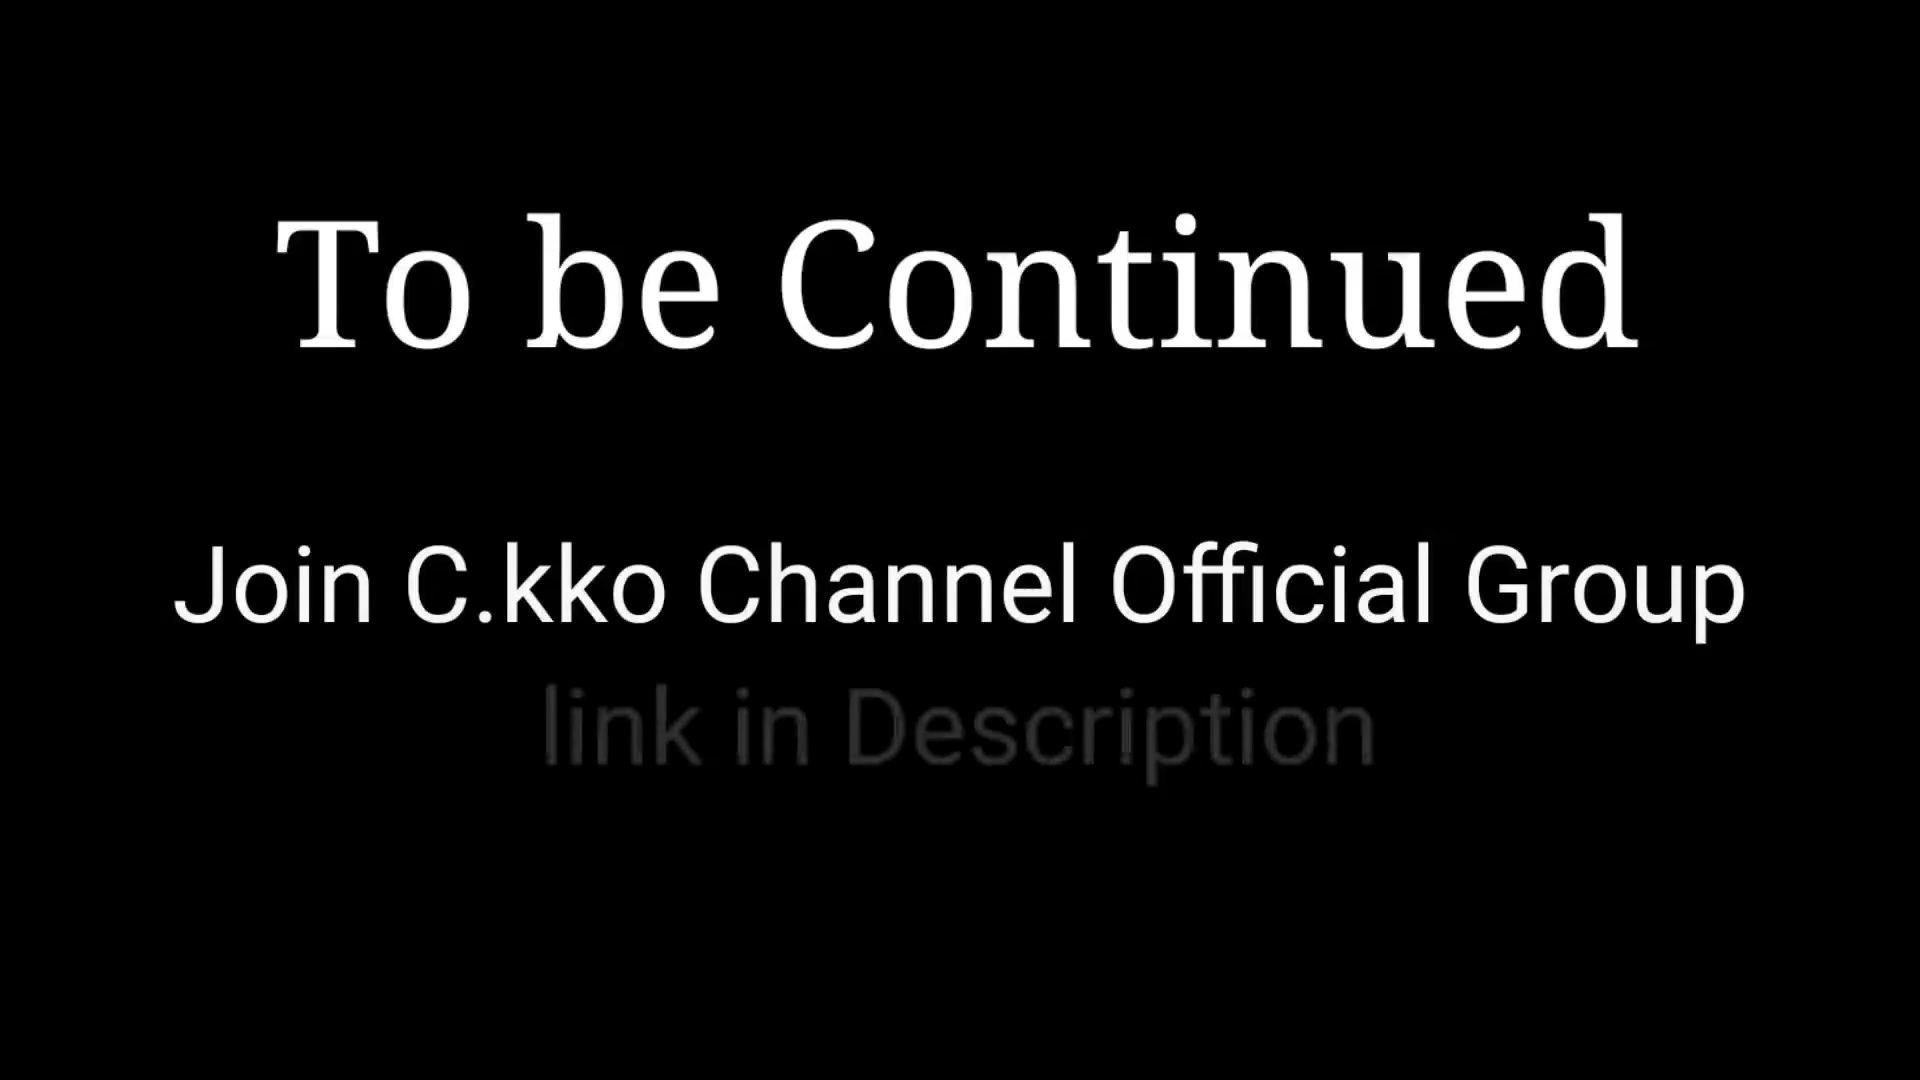 To be Continued
Join C.kko Channel Official Group
link in Description